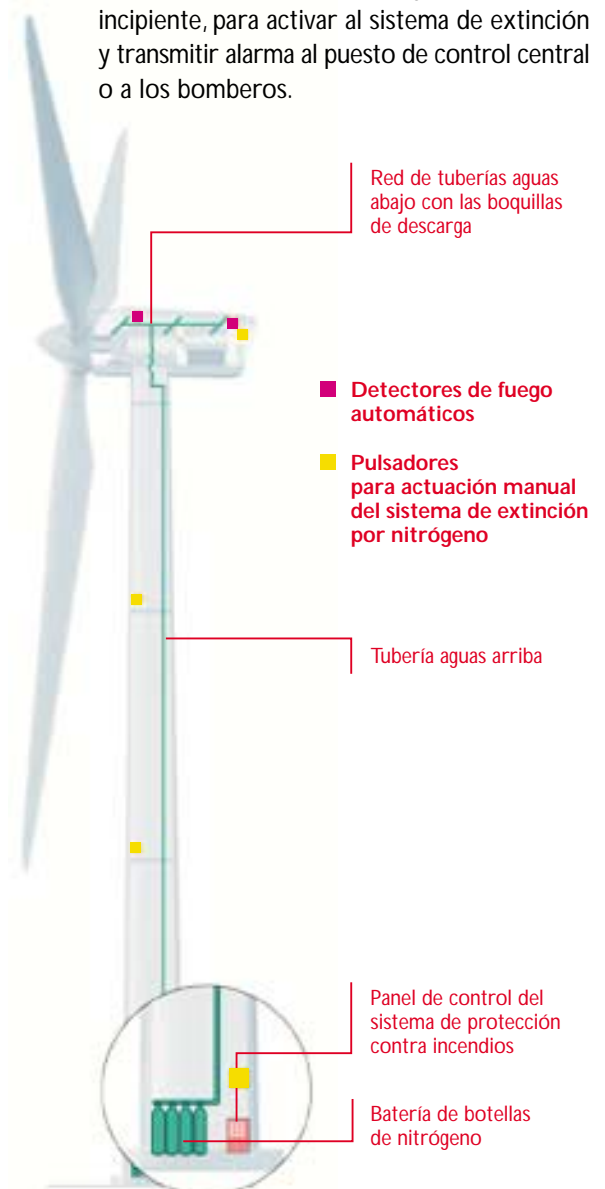 incipiente, para activar al sistema de extinción
y transmitir alarma al puesto de control central
o a los bomberos.
Red de tuberías aguas
abajo con las boquillas
de descarga
Detectores de fuego
automáticos
Pulsadores
para actuación manual
del sistema de extinción
por nitrógeno
Tubería aguas arriba
Panel de control del
sistema de protección
contra incendios
Batería de botellas
de nitrógeno